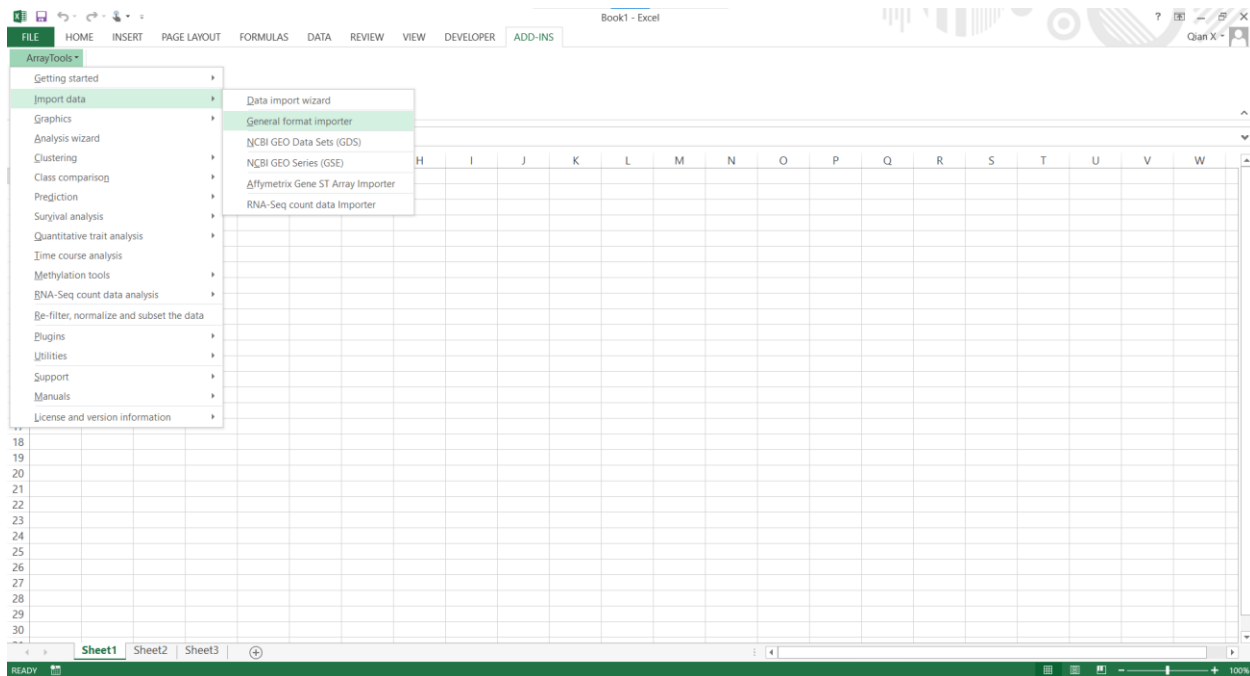 Book1 - Excel
?
FILE HOME INSERT PAGE LAYOUT FORMULAS DATA REVIEW VIEW DEVELOPER ADD-INS Qian X
ArrayTools
Getting started
Import data
Graphics
Analysis wizard
Clustering
Class comparison
Prediction
Survival analysis
Quantitative trait analysis
Time course analysis
Methylation tools
RNA-Seq count data analysis
Re-filter, normalize and subset the data
Plugins
Utilities
Support
Manuals
License and version information
Data import wizard
General format importer
NCBI GEO Data Sets (GDS)
NCBI GEO Series (GSE)
Affymetrix Gene ST Array Importer
RNA-Seq count data Importer
H I J K L M N O P Q R S T U V W
18
19
20
21
22
23
24
25
26
27
28
29
30
Sheet1 Sheet2 Sheet3
READY 100%